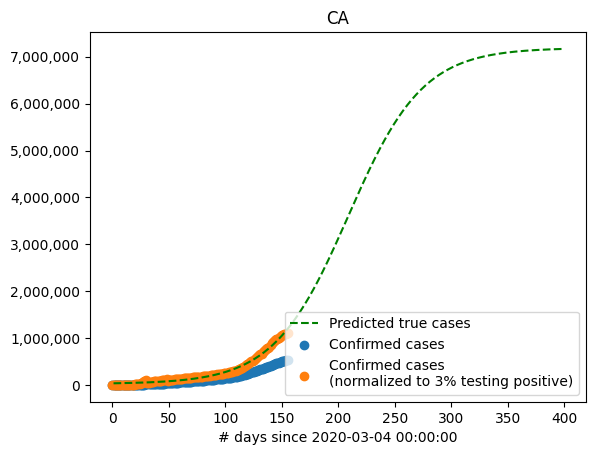 CA
7,000,000
6,000,000
5,000,000
4,000,000
3,000,000
2,000,000
1,000,000
0
Predicted true cases
Confirmed cases
Confirmed cases
(normalized to 3% testing positive)
0 50 100 150 200 250 300 350 400
# days since 2020-03-04 00:00:00